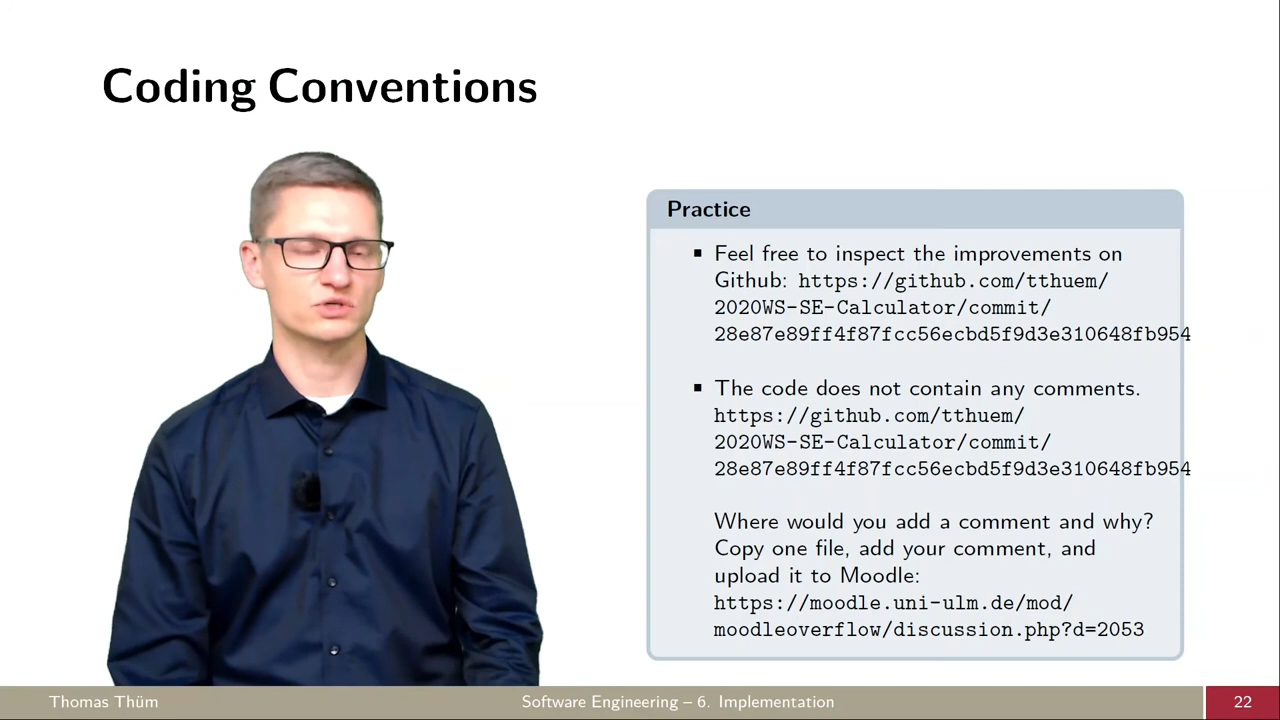 Coding Conventions
Practice
▪ Feel free to inspect the improvements on
Github: https://github.com/tthuem/
2020WS-SE-Calculator/commit/
28e87e89ff4f87fcc56ecbd5f9d3e310648fb954
▪ The code does not contain any comments.
https://github.com/tthuem/
2020WS-SE-Calculator/commit/
28e87e89ff4f87fcc56ecbd5f9d3e310648fb954
Where would you add a comment and why?
Copy one file, add your comment, and
upload it to Moodle:
https://moodle.uni-ulm.de/mod/
moodleoverflow/discussion.php?d=2053
Thomas Thüm
Software Engineering – 6. Implementation
22